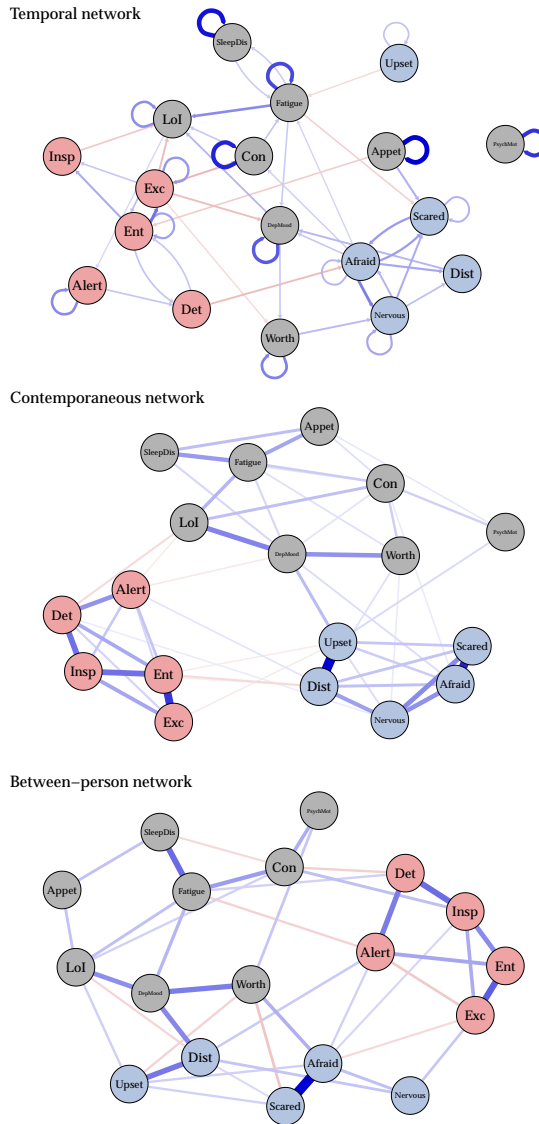 Temporal network
SleepDis
Upset
Fatigue
LoI
Insp
Con
Appet
PsychMot
Exc
Ent
DepMood
Scared
Afraid
Dist
Alert
Det
Nervous
Worth
Contemporaneous network
Appet
SleepDis
Fatigue
Con
LoI
PsychMot
DepMood
Worth
Alert
Det
Upset
Scared
Insp
Ent
Dist
Afraid
Nervous
Exc
Between–person network
PsychMot
SleepDis
Con
Det
Appet
Fatigue
Insp
Alert
LoI
Ent
DepMood
Worth
Exc
Dist
Afraid
Upset
Scared
Nervous